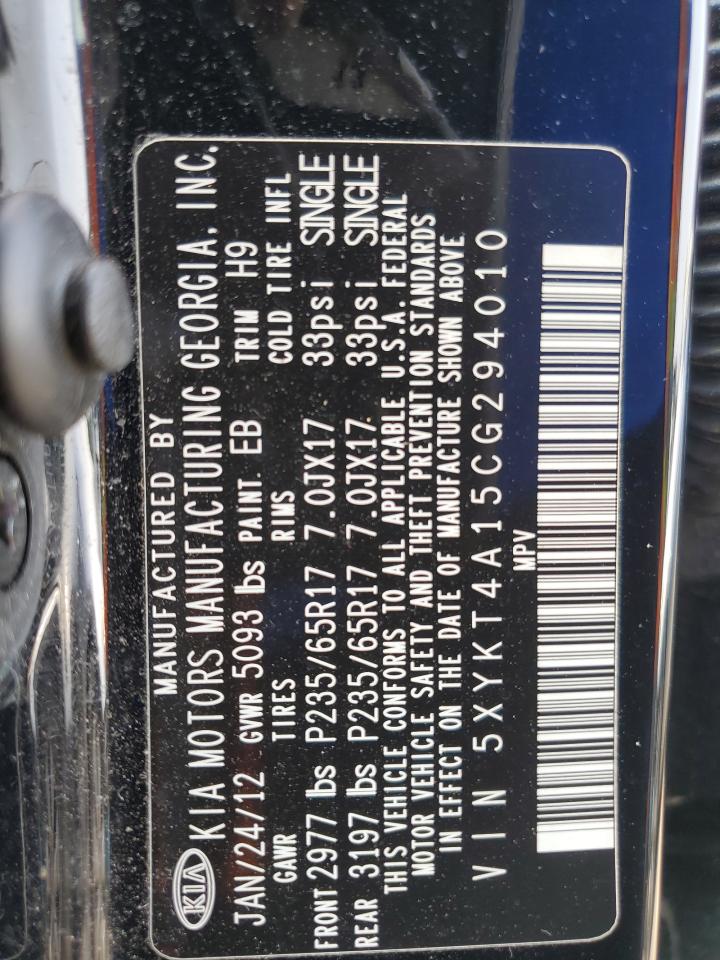 MANUFACTURED BY
KIA KIA MOTORS MANUFACTURING GEORGIA, INC.
JAN/24/12 GVWR 5093 lbs PAINT EB TRIM H9
GAWR TIRES RIMS COLD TIRE INFL
FRONT 2977 lbs P235/65R17 7.0JX17 33psi SINGLE
REAR 3197 lbs P235/65R17 7.0JX17 33psi SINGLE
THIS VEHICLE CONFORMS TO ALL APPLICABLE U.S.A. FEDERAL
MOTOR VEHICLE SAFETY AND THEFT PREVENTION STANDARDS
IN EFFECT ON THE DATE OF MANUFACTURE SHOWN ABOVE
VIN 5XYKT4A15CG294010
MPV